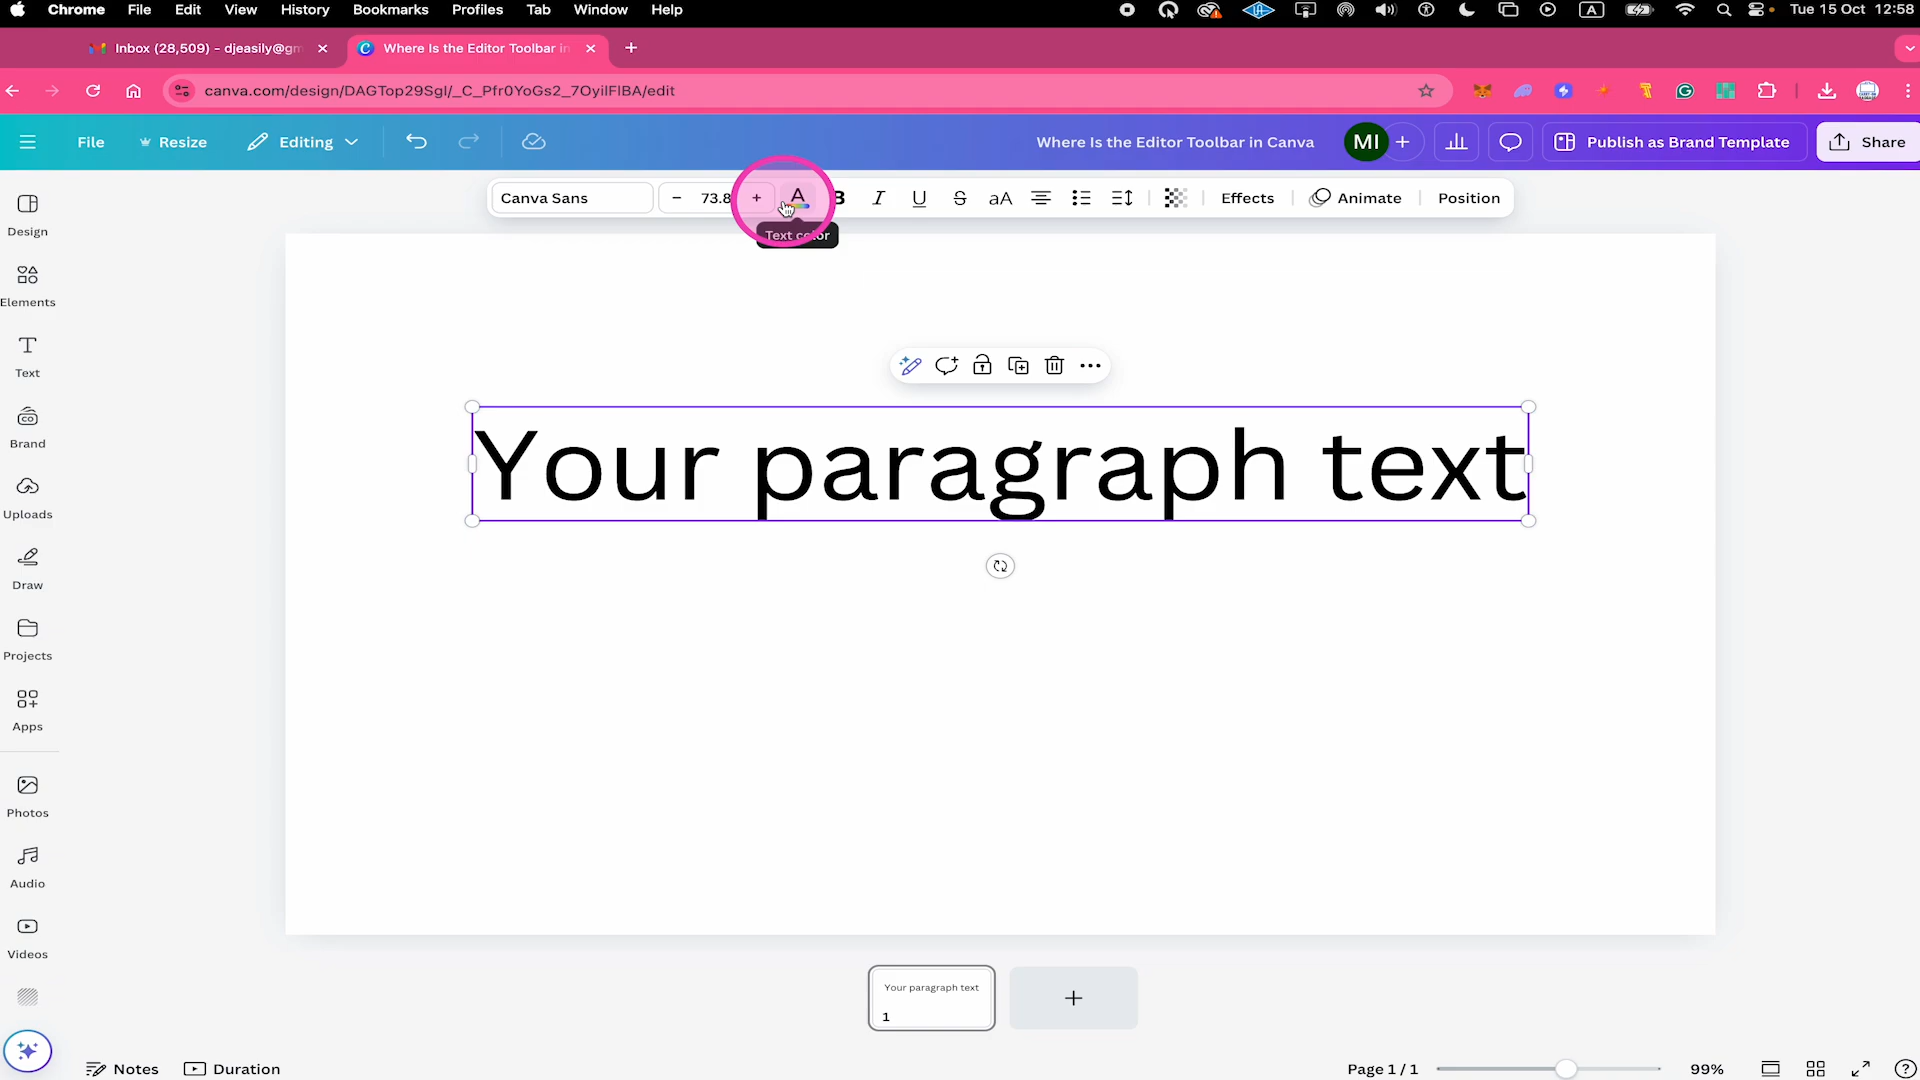 Chrome File Edit View History Bookmarks Profiles Tab Window Help A Tue 15 Oct 12:58
Inbox (28,509) - djeasily@gm Where Is the Editor Toolbar in
canva.com/design/DAGTop29SgI/_C_Pfr0YoGs2_7OyiIFIBA/edit
File Resize Editing Where Is the Editor Toolbar in Canva MI + Publish as Brand Template Share
Canva Sans − 73.8 + A B I U S aA Effects Animate Position
Text color
Design
Elements
Text
Brand
Uploads
Draw
Projects
Apps
Photos
Audio
Videos
Your paragraph text
Your paragraph text
1
+
Notes Duration Page 1 / 1 99% ?